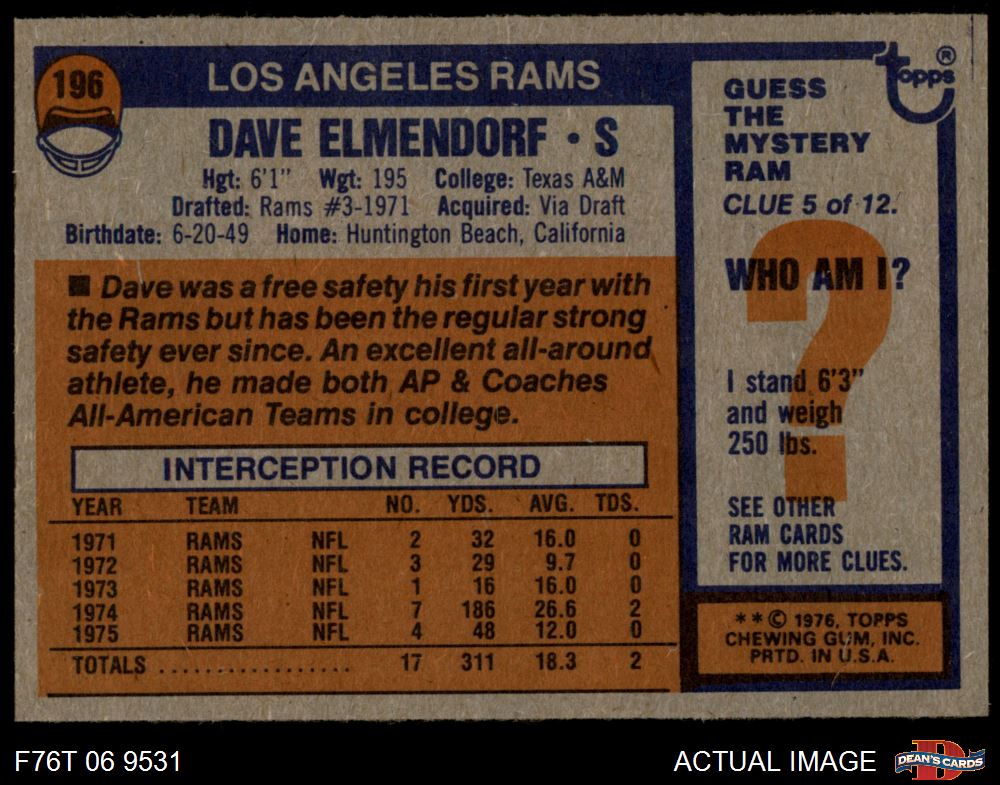 196
LOS ANGELES RAMS
DAVE ELMENDORF • S
Hgt: 6'1" Wgt: 195 College: Texas A&M
Drafted: Rams #3-1971 Acquired: Via Draft
Birthdate: 6-20-49 Home: Huntington Beach, California
■ Dave was a free safety his first year with
the Rams but has been the regular strong
safety ever since. An excellent all-around
athlete, he made both AP & Coaches
All-American Teams in college.
INTERCEPTION RECORD
YEAR TEAM NO. YDS. AVG. TDS.
1971 RAMS NFL 2 32 16.0 0
1972 RAMS NFL 3 29 9.7 0
1973 RAMS NFL 1 16 16.0 0
1974 RAMS NFL 7 186 26.6 2
1975 RAMS NFL 4 48 12.0 0
TOTALS .................. 17 311 18.3 2
topps ®
GUESS
THE
MYSTERY
RAM
CLUE 5 of 12.
?
WHO AM I?
I stand 6'3"
and weigh
250 lbs.
SEE OTHER
RAM CARDS
FOR MORE CLUES.
**© 1976, TOPPS
CHEWING GUM, INC.
PRTD. IN U.S.A.
F76T 06 9531
ACTUAL IMAGE
D
DEAN'S CARDS